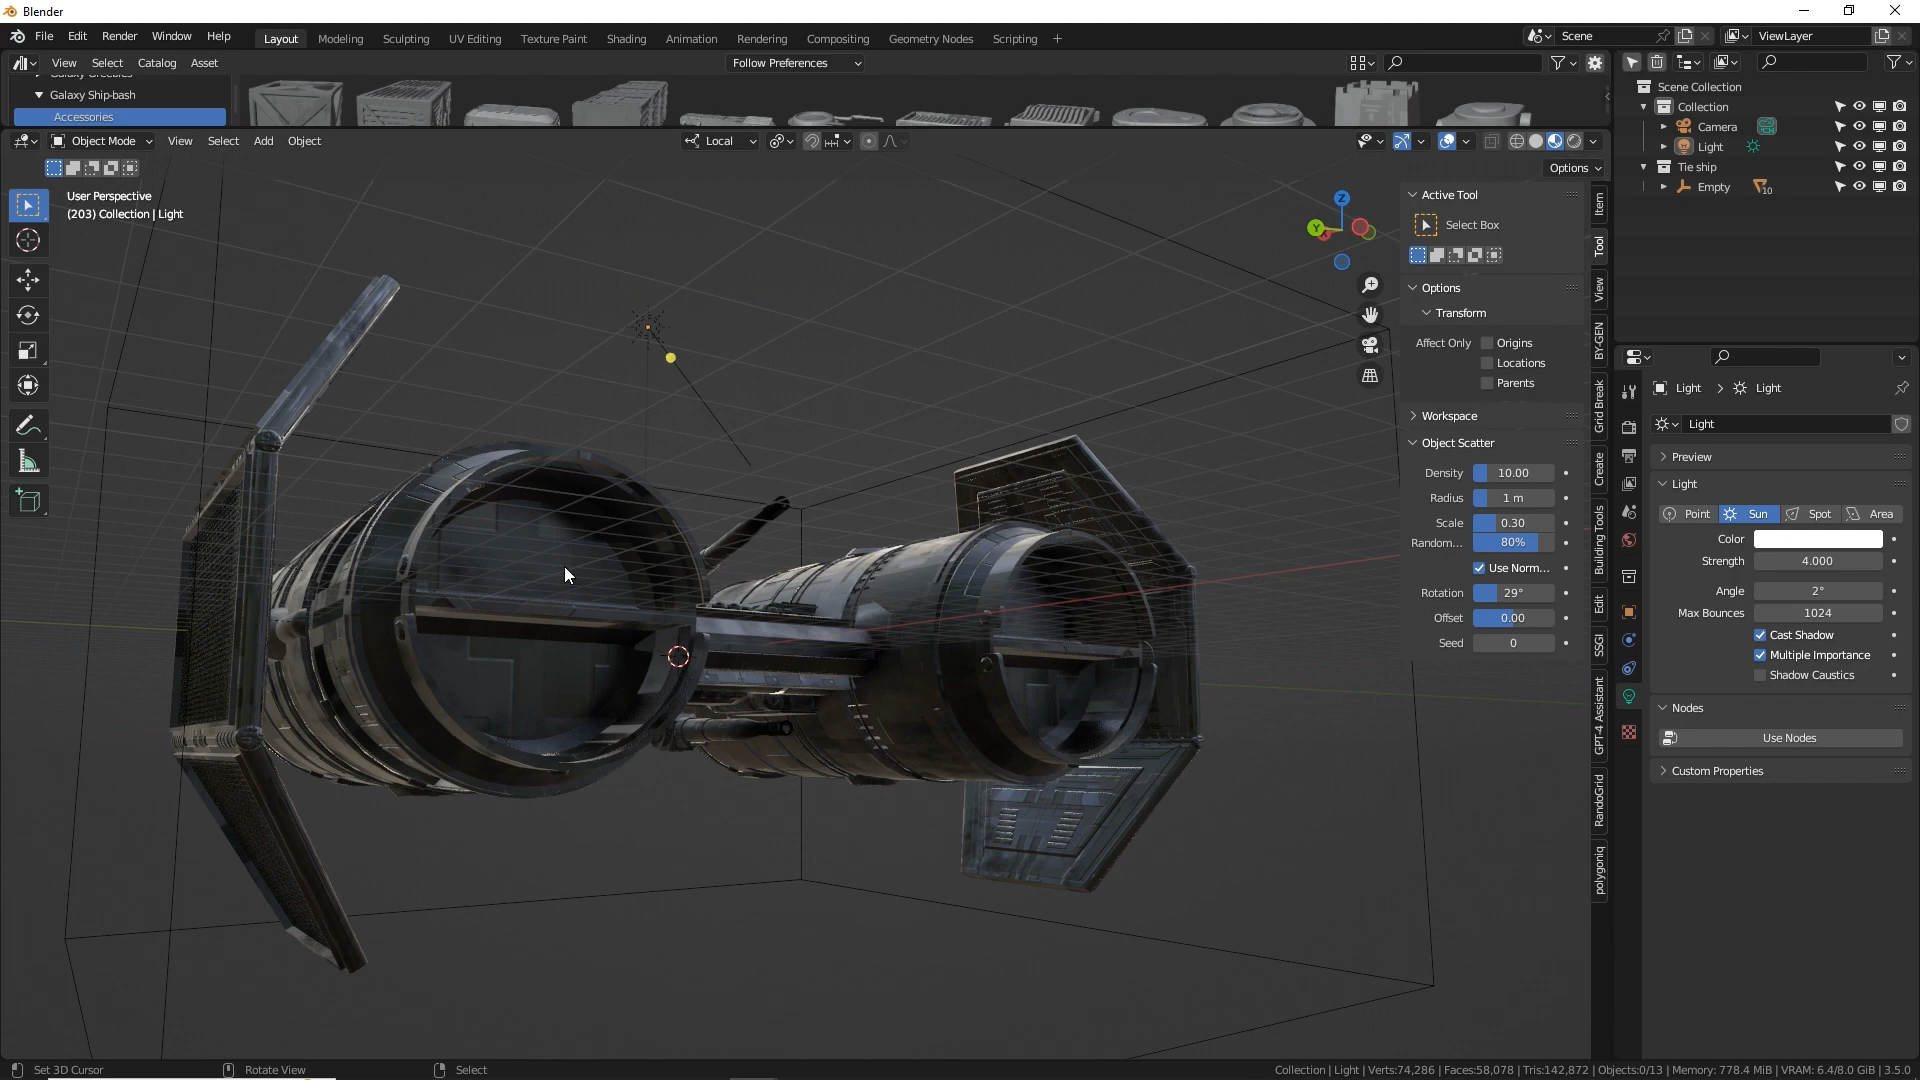 Blender
File Edit Render Window Help
Layout Modeling Sculpting UV Editing Texture Paint Shading Animation Rendering Compositing Geometry Nodes Scripting +
Scene
ViewLayer
View Select Catalog Asset
Follow Preferences
Galaxy Greebles
Galaxy Ship-bash
Accessories
Object Mode View Select Add Object
Local
Options
User Perspective
(203) Collection | Light
Z
Y
X
Active Tool
Select Box
Options
Transform
Affect Only Origins
Locations
Parents
Workspace
Object Scatter
Density 10.00
Radius 1 m
Scale 0.30
Random... 80%
Use Norm...
Rotation 29°
Offset 0.00
Seed 0
Item
Tool
View
BY-GEN
Grid Break
Create
Building Tools
Edit
SSGI
GPT-4 Assistant
RandoGrid
polygoniq
Scene Collection
Collection
Camera
Light
Tie ship
Empty 10
Light > Light
Light
Preview
Light
Point Sun Spot Area
Color
Strength 4.000
Angle 2°
Max Bounces 1024
Cast Shadow
Multiple Importance
Shadow Caustics
Nodes
Use Nodes
Custom Properties
Set 3D Cursor
Rotate View
Select
Collection | Light | Verts:74,286 | Faces:58,078 | Tris:142,872 | Objects:0/13 | Memory: 778.4 MiB | VRAM: 6.4/8.0 GiB | 3.5.0